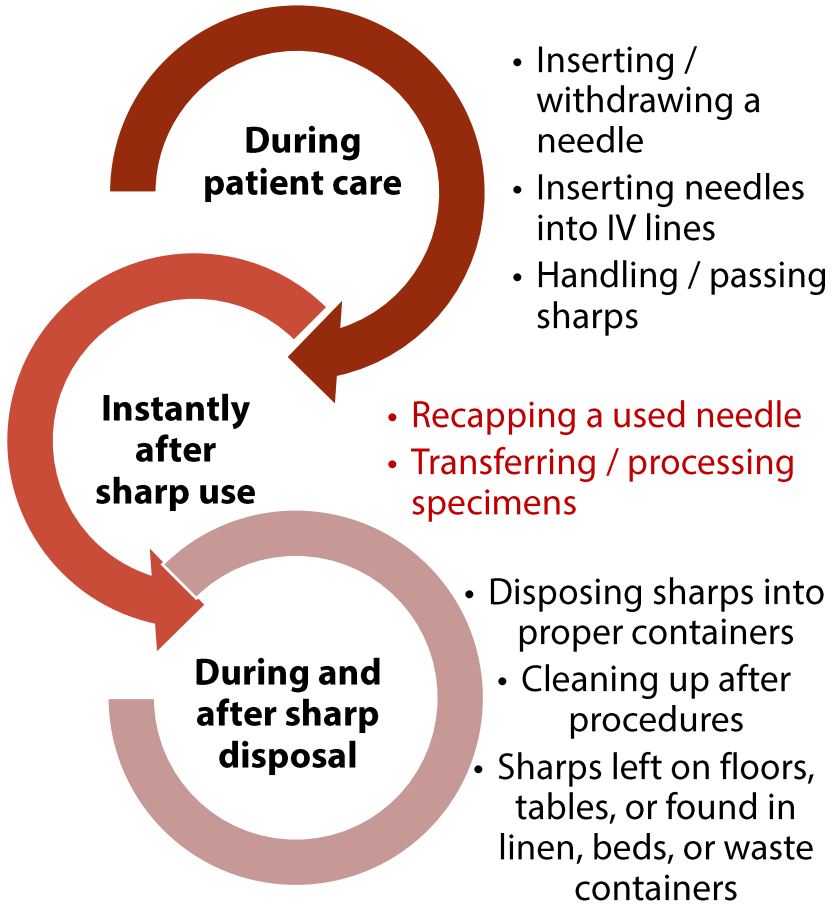 During
patient care
• Inserting /
withdrawing a
needle
• Inserting needles
into IV lines
• Handling / passing
sharps
Instantly
after
sharp use
• Recapping a used needle
• Transferring / processing
specimens
During and
after sharp
disposal
• Disposing sharps into
proper containers
• Cleaning up after
procedures
• Sharps left on floors,
tables, or found in
linen, beds, or waste
containers